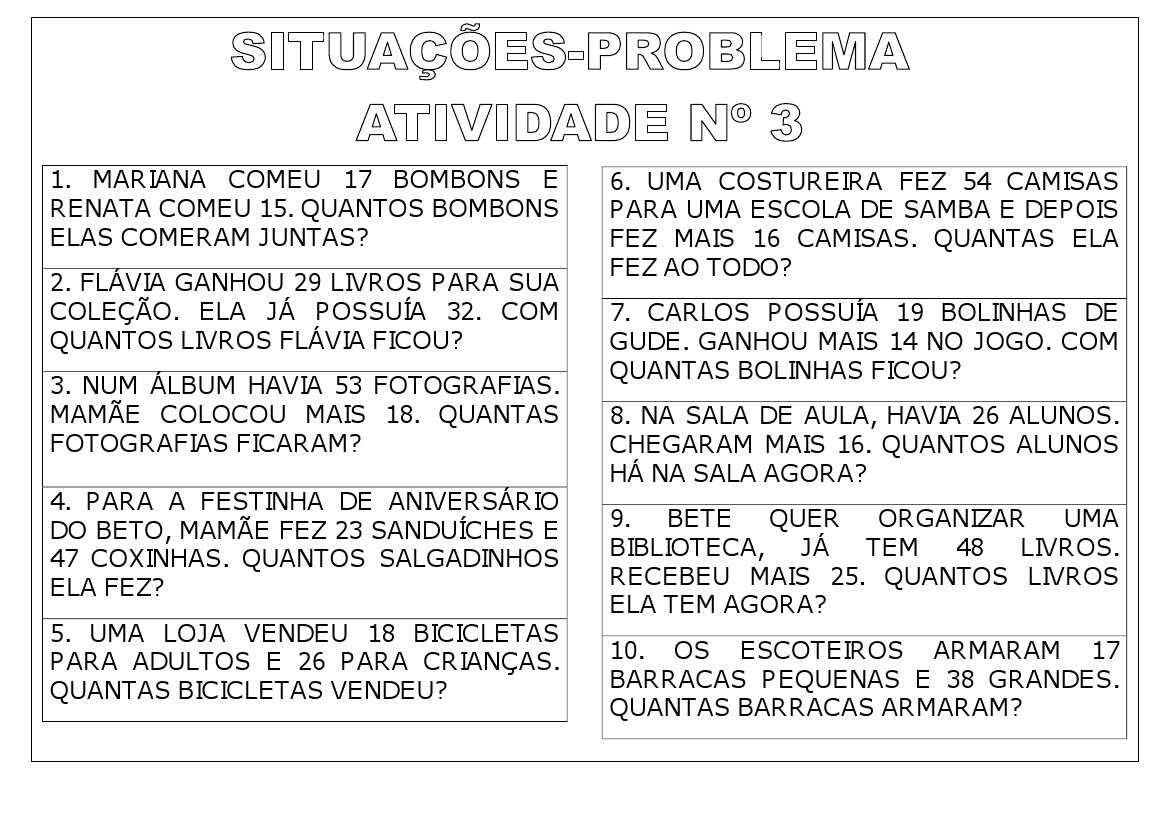 SITUAÇÕES-PROBLEMA
ATIVIDADE Nº 3
1. MARIANA COMEU 17 BOMBONS E
RENATA COMEU 15. QUANTOS BOMBONS
ELAS COMERAM JUNTAS?
2. FLÁVIA GANHOU 29 LIVROS PARA SUA
COLEÇÃO. ELA JÁ POSSUÍA 32. COM
QUANTOS LIVROS FLÁVIA FICOU?
3. NUM ÁLBUM HAVIA 53 FOTOGRAFIAS.
MAMÃE COLOCOU MAIS 18. QUANTAS
FOTOGRAFIAS FICARAM?
4. PARA A FESTINHA DE ANIVERSÁRIO
DO BETO, MAMÃE FEZ 23 SANDUÍCHES E
47 COXINHAS. QUANTOS SALGADINHOS
ELA FEZ?
5. UMA LOJA VENDEU 18 BICICLETAS
PARA ADULTOS E 26 PARA CRIANÇAS.
QUANTAS BICICLETAS VENDEU?
6. UMA COSTUREIRA FEZ 54 CAMISAS
PARA UMA ESCOLA DE SAMBA E DEPOIS
FEZ MAIS 16 CAMISAS. QUANTAS ELA
FEZ AO TODO?
7. CARLOS POSSUÍA 19 BOLINHAS DE
GUDE. GANHOU MAIS 14 NO JOGO. COM
QUANTAS BOLINHAS FICOU?
8. NA SALA DE AULA, HAVIA 26 ALUNOS.
CHEGARAM MAIS 16. QUANTOS ALUNOS
HÁ NA SALA AGORA?
9. BETE QUER ORGANIZAR UMA
BIBLIOTECA, JÁ TEM 48 LIVROS.
RECEBEU MAIS 25. QUANTOS LIVROS
ELA TEM AGORA?
10. OS ESCOTEIROS ARMARAM 17
BARRACAS PEQUENAS E 38 GRANDES.
QUANTAS BARRACAS ARMARAM?